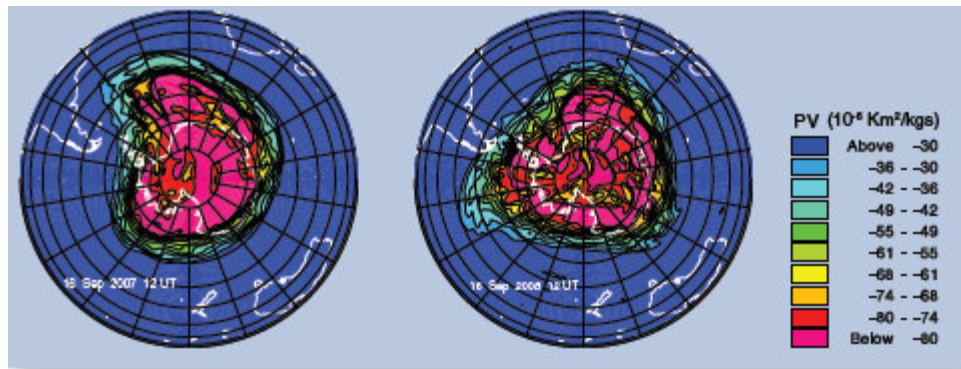 16 Sep 2007 12 UT
16 Sep 2008 12 UT
PV (10⁻⁶ Km²/kgs)
Above -30
-36 - -30
-42 - -36
-49 - -42
-55 - -49
-61 - -55
-68 - -61
-74 - -68
-80 - -74
Below -80